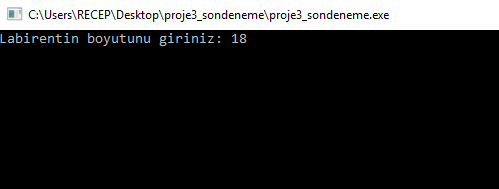 C:\Users\RECEP\Desktop\proje3_sondeneme\proje3_sondeneme.exe
Labirentin boyutunu giriniz: 18